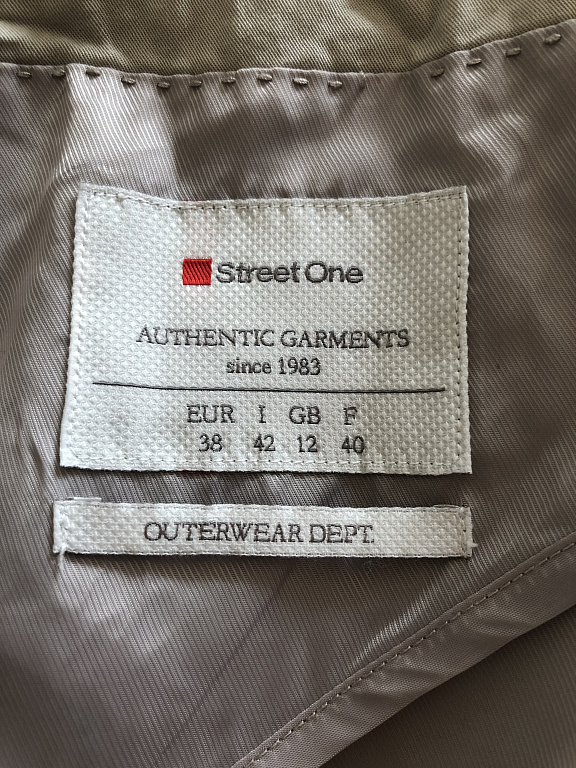 Street One
AUTHENTIC GARMENTS
since 1983
EUR I GB F
38 42 12 40
OUTERWEAR DEPT.